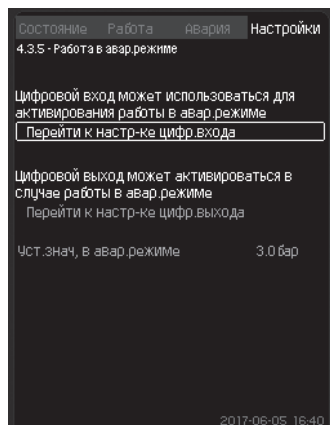 Состояние Работа Авария Настройки
4.3.5 - Работа в авар.режиме
Цифровой вход может использоваться для
активирования работы в авар.режиме
Перейти к настр-ке цифр.входа
Цифровой выход может активироваться в
случае работы в авар.режиме
Перейти к настр-ке цифр.выхода
Уст.знач, в авар.режиме 3.0 бар
2017-06-05 16:40